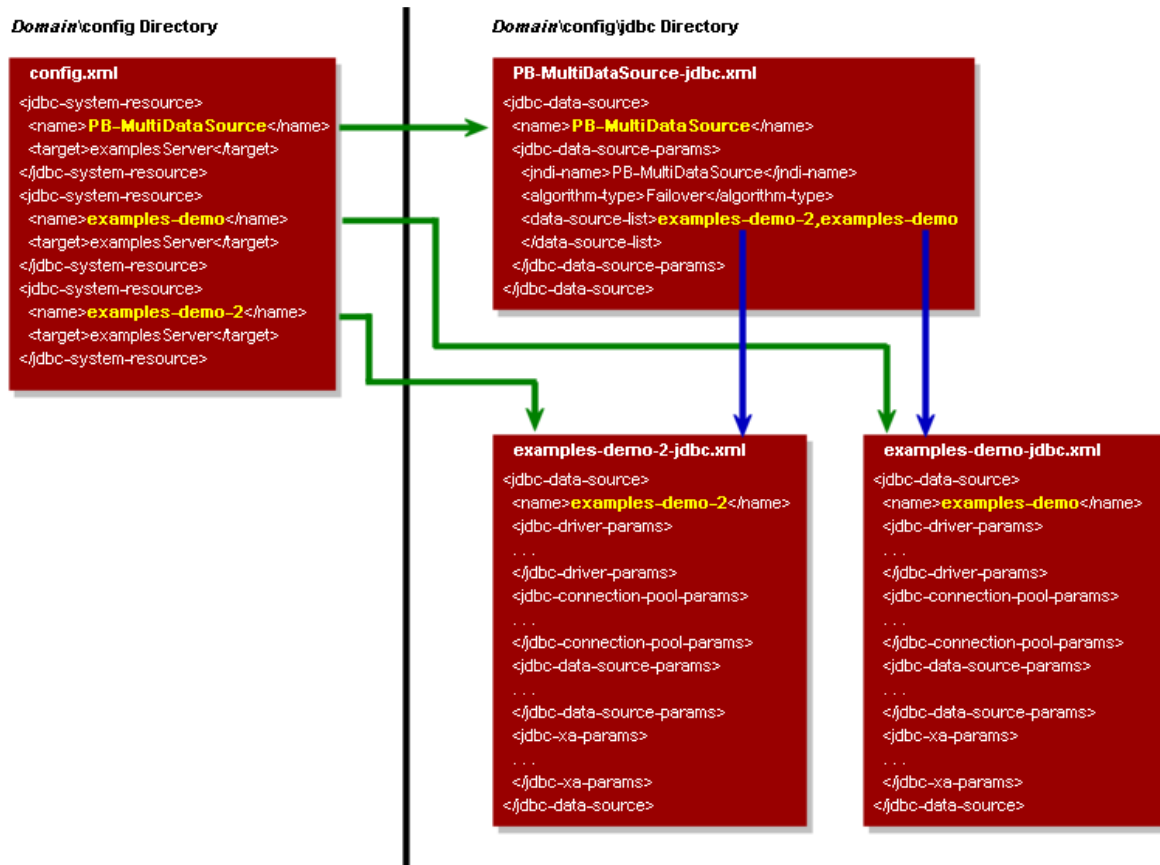 Domain\config Directory
Domain\config\jdbc Directory
config.xml
<jdbc-system-resource>
<name>PB-MultiDataSource</name>
<target>examplesServer</target>
</jdbc-system-resource>
<jdbc-system-resource>
<name>examples-demo</name>
<target>examplesServer</target>
</jdbc-system-resource>
<jdbc-system-resource>
<name>examples-demo-2</name>
<target>examplesServer</target>
</jdbc-system-resource>
PB-MultiDataSource-jdbc.xml
<jdbc-data-source>
<name>PB-MultiDataSource</name>
<jdbc-data-source-params>
<jndi-name>PB-MultiDataSource</jndi-name>
<algorithm-type>Failover</algorithm-type>
<data-source-list>examples-demo-2,examples-demo
</data-source-list>
</jdbc-data-source-params>
</jdbc-data-source>
examples-demo-2-jdbc.xml
<jdbc-data-source>
<name>examples-demo-2</name>
<jdbc-driver-params>
. . .
</jdbc-driver-params>
<jdbc-connection-pool-params>
. . .
</jdbc-connection-pool-params>
<jdbc-data-source-params>
. . .
</jdbc-data-source-params>
<jdbc-xa-params>
. . .
</jdbc-xa-params>
</jdbc-data-source>
examples-demo-jdbc.xml
<jdbc-data-source>
<name>examples-demo</name>
<jdbc-driver-params>
. . .
</jdbc-driver-params>
<jdbc-connection-pool-params>
. . .
</jdbc-connection-pool-params>
<jdbc-data-source-params>
. . .
</jdbc-data-source-params>
<jdbc-xa-params>
. . .
</jdbc-xa-params>
</jdbc-data-source>